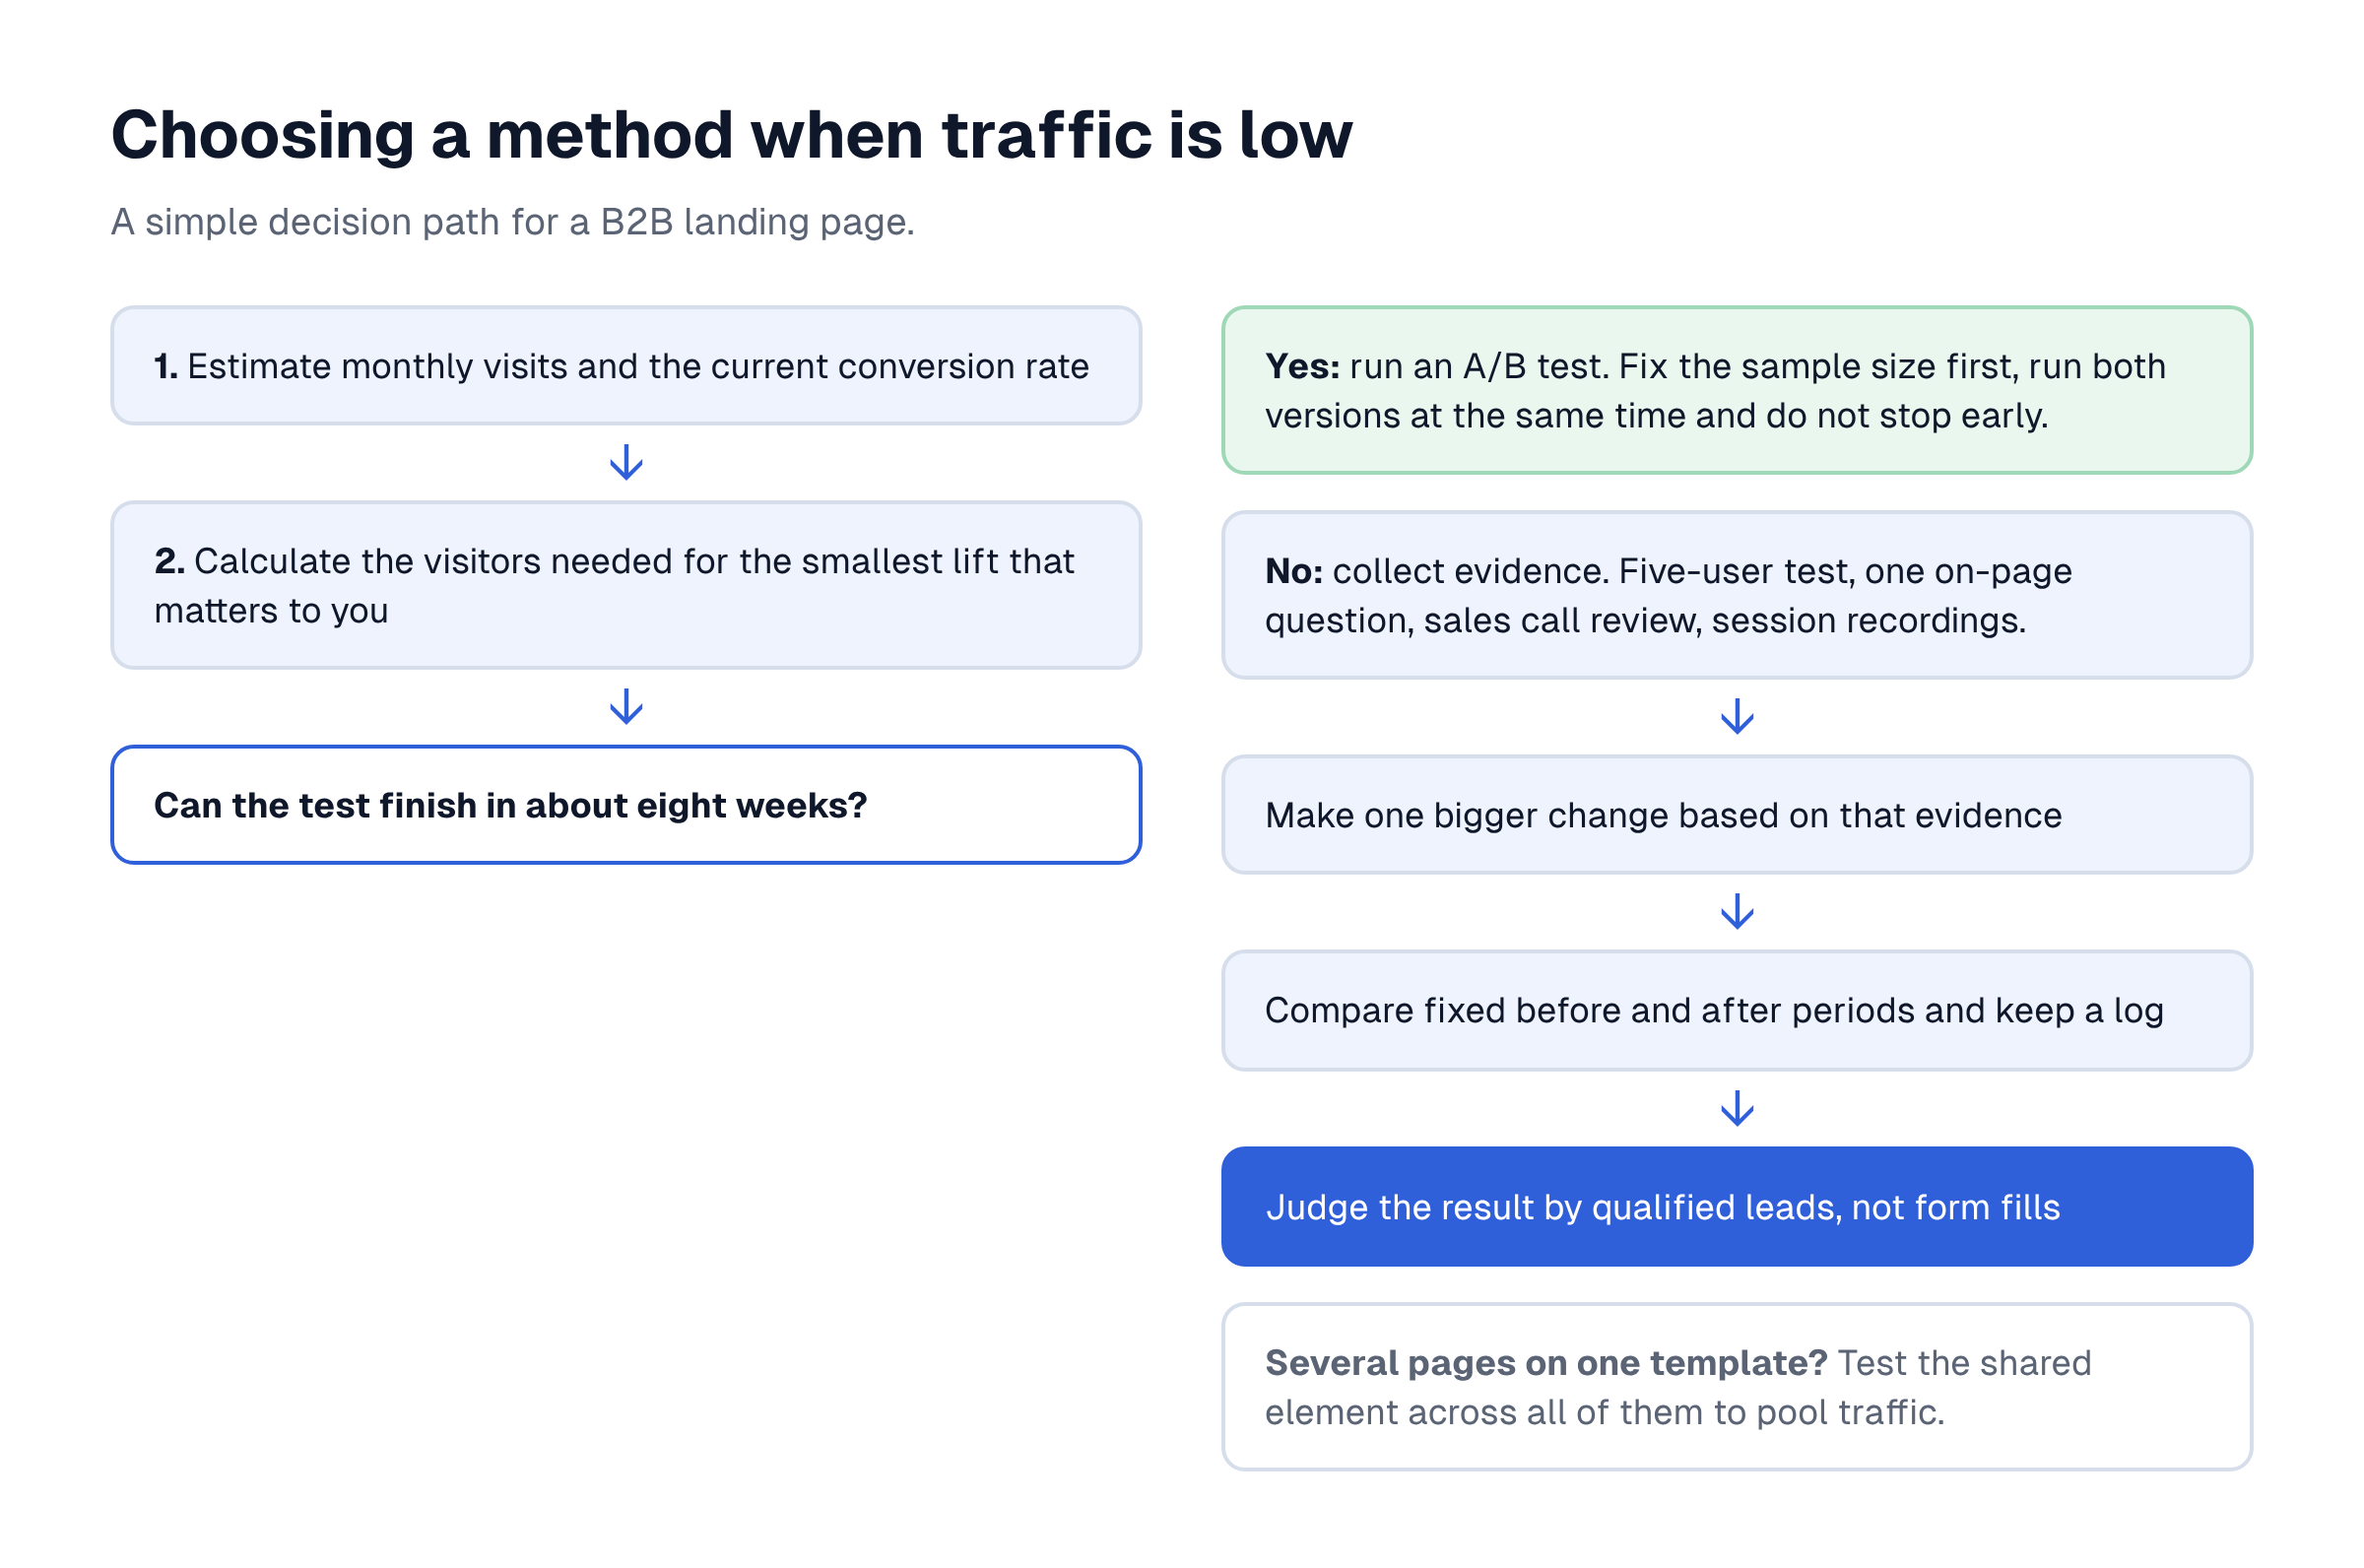 Choosing a method when traffic is low
A simple decision path for a B2B landing page.
1. Estimate monthly visits and the current conversion rate
2. Calculate the visitors needed for the smallest lift that
matters to you
Can the test finish in about eight weeks?
Yes: run an A/B test. Fix the sample size first, run both
versions at the same time and do not stop early.
No: collect evidence. Five-user test, one on-page
question, sales call review, session recordings.
Make one bigger change based on that evidence
Compare fixed before and after periods and keep a log
Judge the result by qualified leads, not form fills
Several pages on one template? Test the shared
element across all of them to pool traffic.